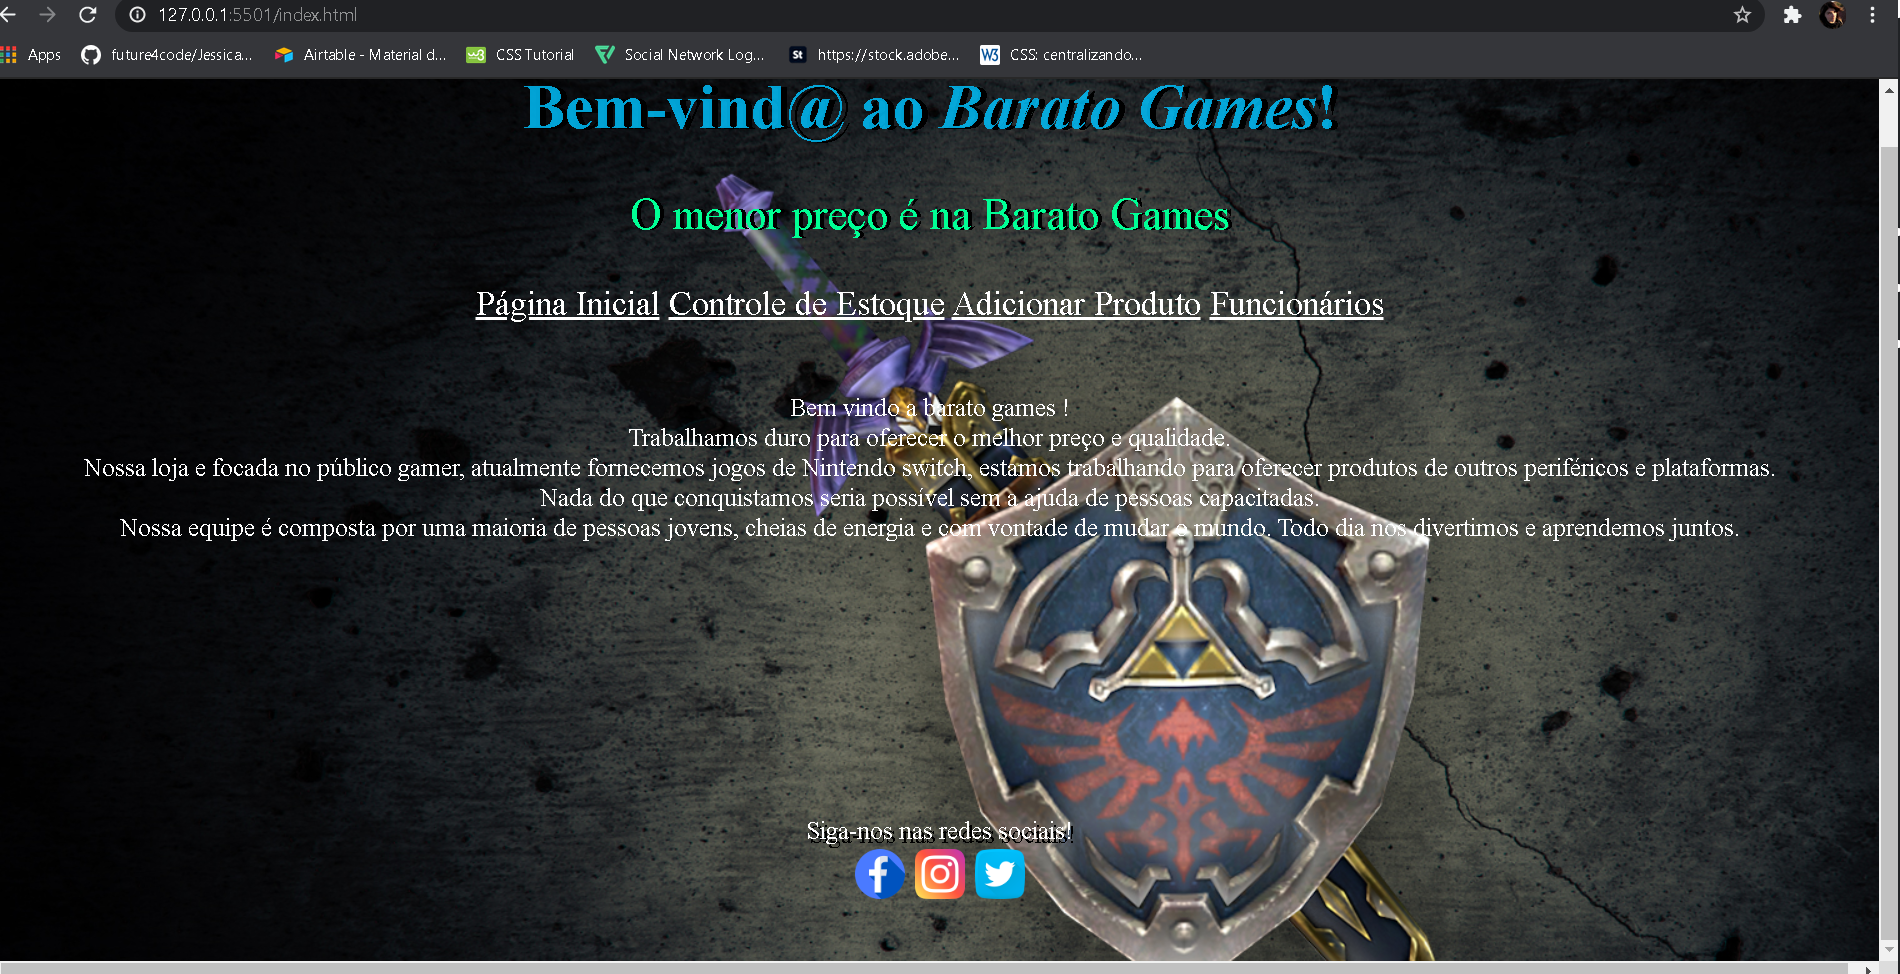 127.0.0.1:5501/index.html
Apps future4code/Jessica... Airtable - Material d... CSS Tutorial Social Network Log... St https://stock.adobe... W3 CSS: centralizando...
Bem-vind@ ao Barato Games!
O menor preço é na Barato Games
Página Inicial Controle de Estoque Adicionar Produto Funcionários
Bem vindo a barato games !
Trabalhamos duro para oferecer o melhor preço e qualidade.
Nossa loja e focada no público gamer, atualmente fornecemos jogos de Nintendo switch, estamos trabalhando para oferecer produtos de outros periféricos e plataformas.
Nada do que conquistamos seria possível sem a ajuda de pessoas capacitadas.
Nossa equipe é composta por uma maioria de pessoas jovens, cheias de energia e com vontade de mudar o mundo. Todo dia nos divertimos e aprendemos juntos.
Siga-nos nas redes sociais!